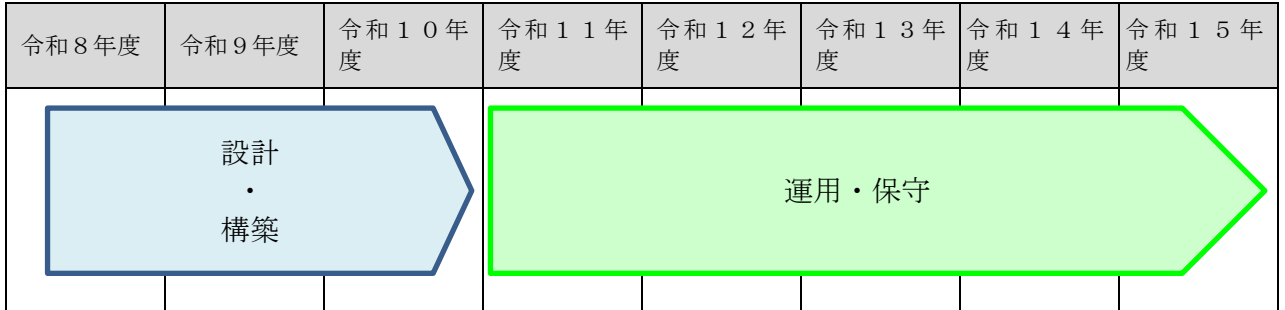 令和８年度
令和９年度
令和１０年
度
令和１１年
度
令和１２年
度
令和１３年
度
令和１４年
度
令和１５年
度
設計
・
構築
運用・保守